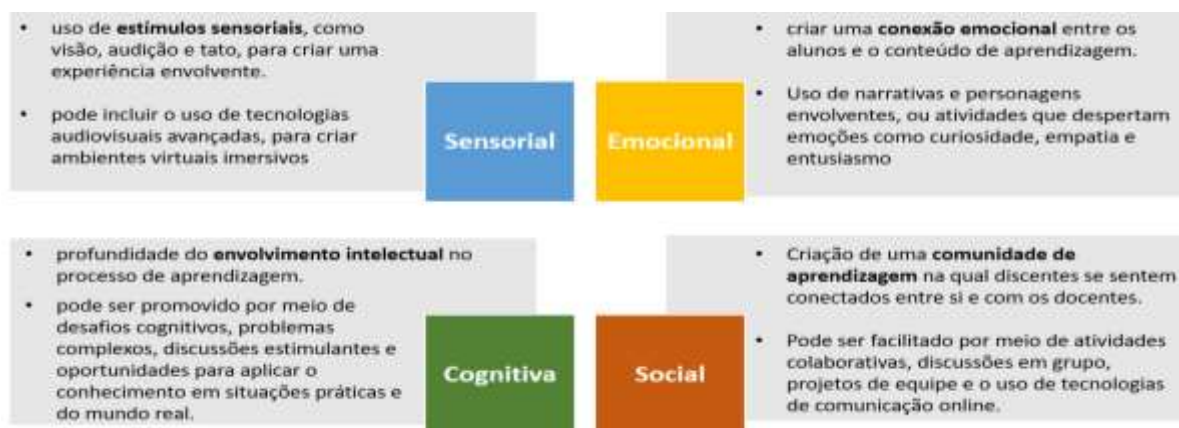 • uso de estímulos sensoriais, como
visão, audição e tato, para criar uma
experiência envolvente.
• pode incluir o uso de tecnologias
audiovisuais avançadas, para criar
ambientes virtuais imersivos
Sensorial
Emocional
• criar uma conexão emocional entre os
alunos e o conteúdo de aprendizagem.
• Uso de narrativas e personagens
envolventes, ou atividades que despertam
emoções como curiosidade, empatia e
entusiasmo
• profundidade do envolvimento intelectual no
processo de aprendizagem.
• pode ser promovido por meio de
desafios cognitivos, problemas
complexos, discussões estimulantes e
oportunidades para aplicar o
conhecimento em situações práticas e
do mundo real.
Cognitiva
Social
• Criação de uma comunidade de
aprendizagem na qual discentes se sentem
conectados entre si e com os docentes.
• Pode ser facilitado por meio de atividades
colaborativas, discussões em grupo,
projetos de equipe e o uso de tecnologias
de comunicação online.